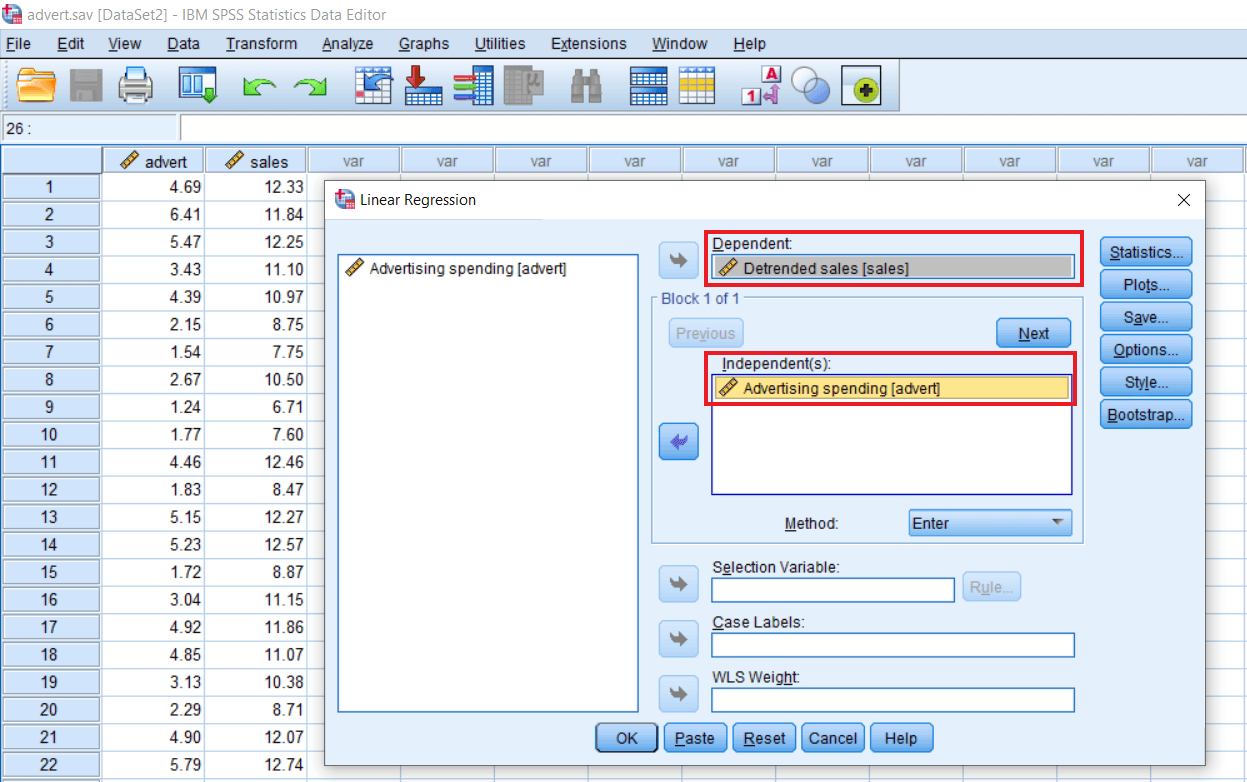 advert.sav [DataSet2] - IBM SPSS Statistics Data Editor
File Edit View Data Transform Analyze Graphs Utilities Extensions Window Help
A
1
μ
26 :
advert sales var var var var var var var var var var
1 4.69 12.33
2 6.41 11.84
3 5.47 12.25
4 3.43 11.10
5 4.39 10.97
6 2.15 8.75
7 1.54 7.75
8 2.67 10.50
9 1.24 6.71
10 1.77 7.60
11 4.46 12.46
12 1.83 8.47
13 5.15 12.27
14 5.23 12.57
15 1.72 8.87
16 3.04 11.15
17 4.92 11.86
18 4.85 11.07
19 3.13 10.38
20 2.29 8.71
21 4.90 12.07
22 5.79 12.74
Linear Regression
Advertising spending [advert]
Dependent:
Detrended sales [sales]
Block 1 of 1
Previous Next
Independent(s):
Advertising spending [advert]
Method: Enter
Selection Variable:
Rule...
Case Labels:
WLS Weight:
Statistics...
Plots...
Save...
Options...
Style...
Bootstrap...
OK Paste Reset Cancel Help